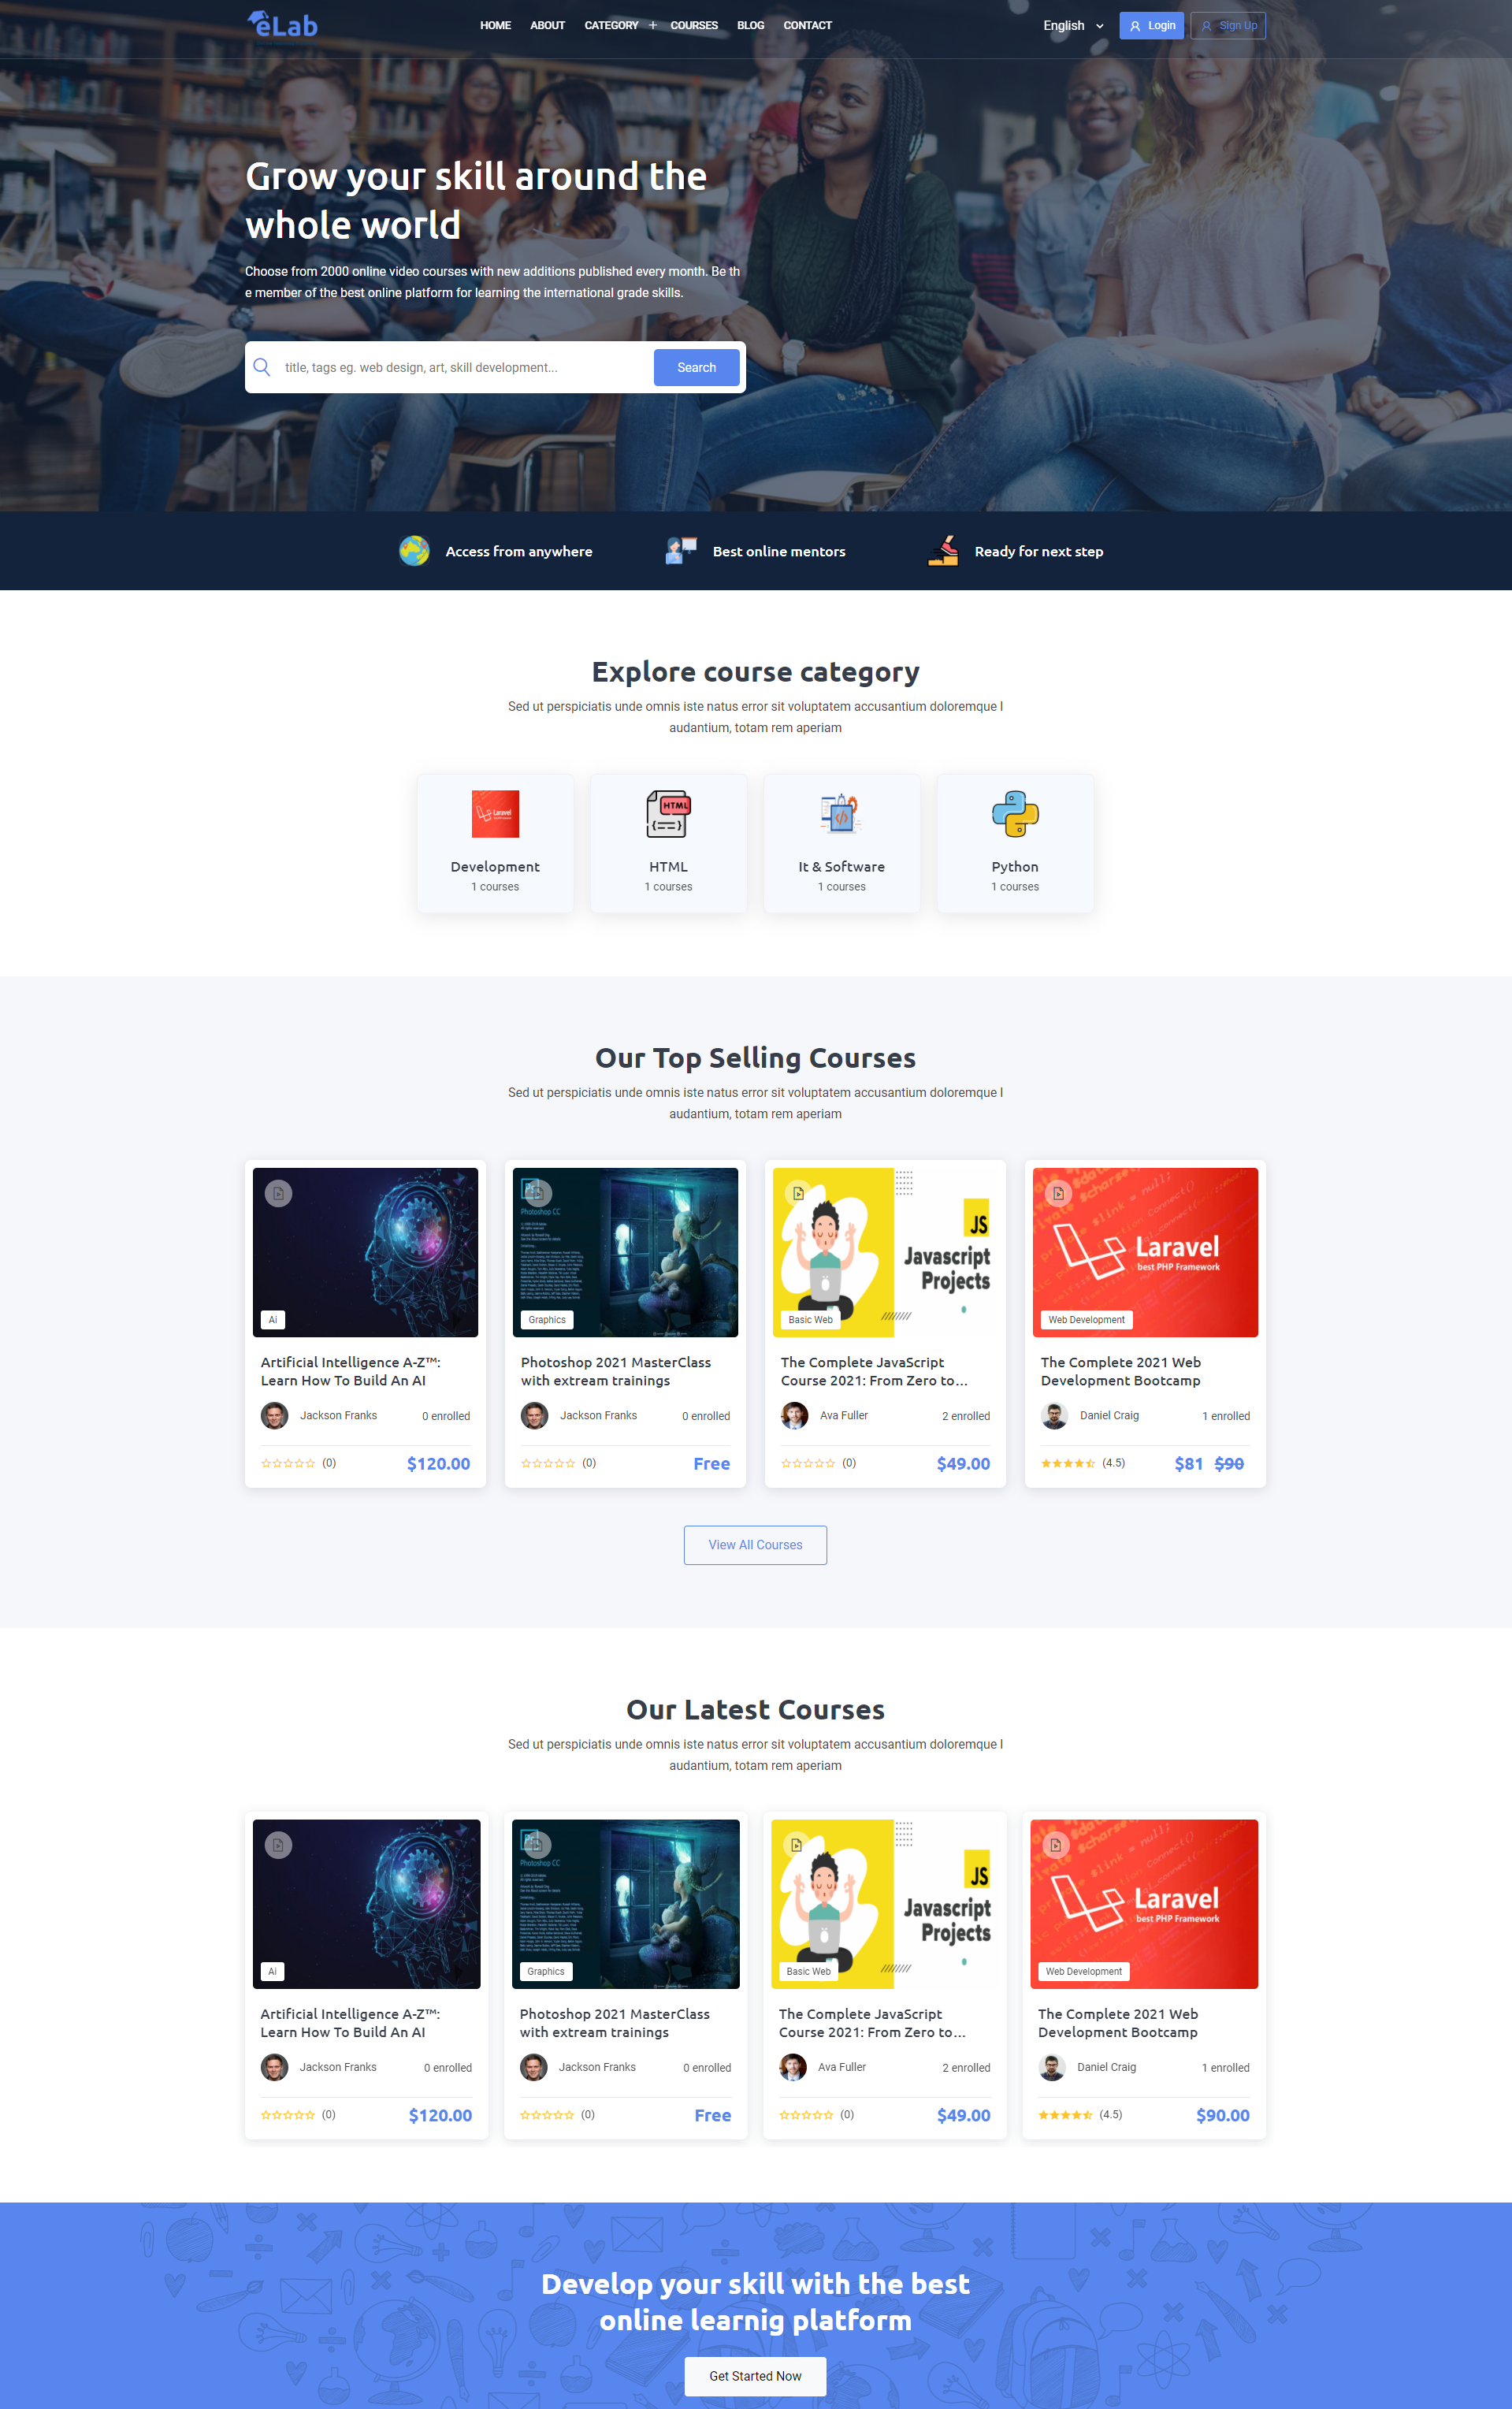 eLab
HOME ABOUT CATEGORY + COURSES BLOG CONTACT
English
Login
Sign Up
Grow your skill around the
whole world
Choose from 2000 online video courses with new additions published every month. Be th
e member of the best online platform for learning the international grade skills.
title, tags eg. web design, art, skill development...
Search
Access from anywhere
Best online mentors
Ready for next step
Explore course category
Sed ut perspiciatis unde omnis iste natus error sit voluptatem accusantium doloremque l
audantium, totam rem aperiam
Laravel
HTML
Development
HTML
It & Software
Python
1 courses
1 courses
1 courses
1 courses
Our Top Selling Courses
Sed ut perspiciatis unde omnis iste natus error sit voluptatem accusantium doloremque l
audantium, totam rem aperiam
Ai
Artificial Intelligence A-Z™:
Learn How To Build An AI
Jackson Franks
0 enrolled
(0)
$120.00
Photoshop CC
Graphics
Photoshop 2021 MasterClass
with extream trainings
Jackson Franks
0 enrolled
(0)
Free
JS
Javascript
Projects
Basic Web
The Complete JavaScript
Course 2021: From Zero to...
Ava Fuller
2 enrolled
(0)
$49.00
Laravel
best PHP Framework
Web Development
The Complete 2021 Web
Development Bootcamp
Daniel Craig
1 enrolled
(4.5)
$81 $90
View All Courses
Our Latest Courses
Sed ut perspiciatis unde omnis iste natus error sit voluptatem accusantium doloremque l
audantium, totam rem aperiam
Ai
Artificial Intelligence A-Z™:
Learn How To Build An AI
Jackson Franks
0 enrolled
(0)
$120.00
Photoshop CC
Graphics
Photoshop 2021 MasterClass
with extream trainings
Jackson Franks
0 enrolled
(0)
Free
JS
Javascript
Projects
Basic Web
The Complete JavaScript
Course 2021: From Zero to...
Ava Fuller
2 enrolled
(0)
$49.00
Laravel
best PHP Framework
Web Development
The Complete 2021 Web
Development Bootcamp
Daniel Craig
1 enrolled
(4.5)
$90.00
Develop your skill with the best
online learnig platform
Get Started Now